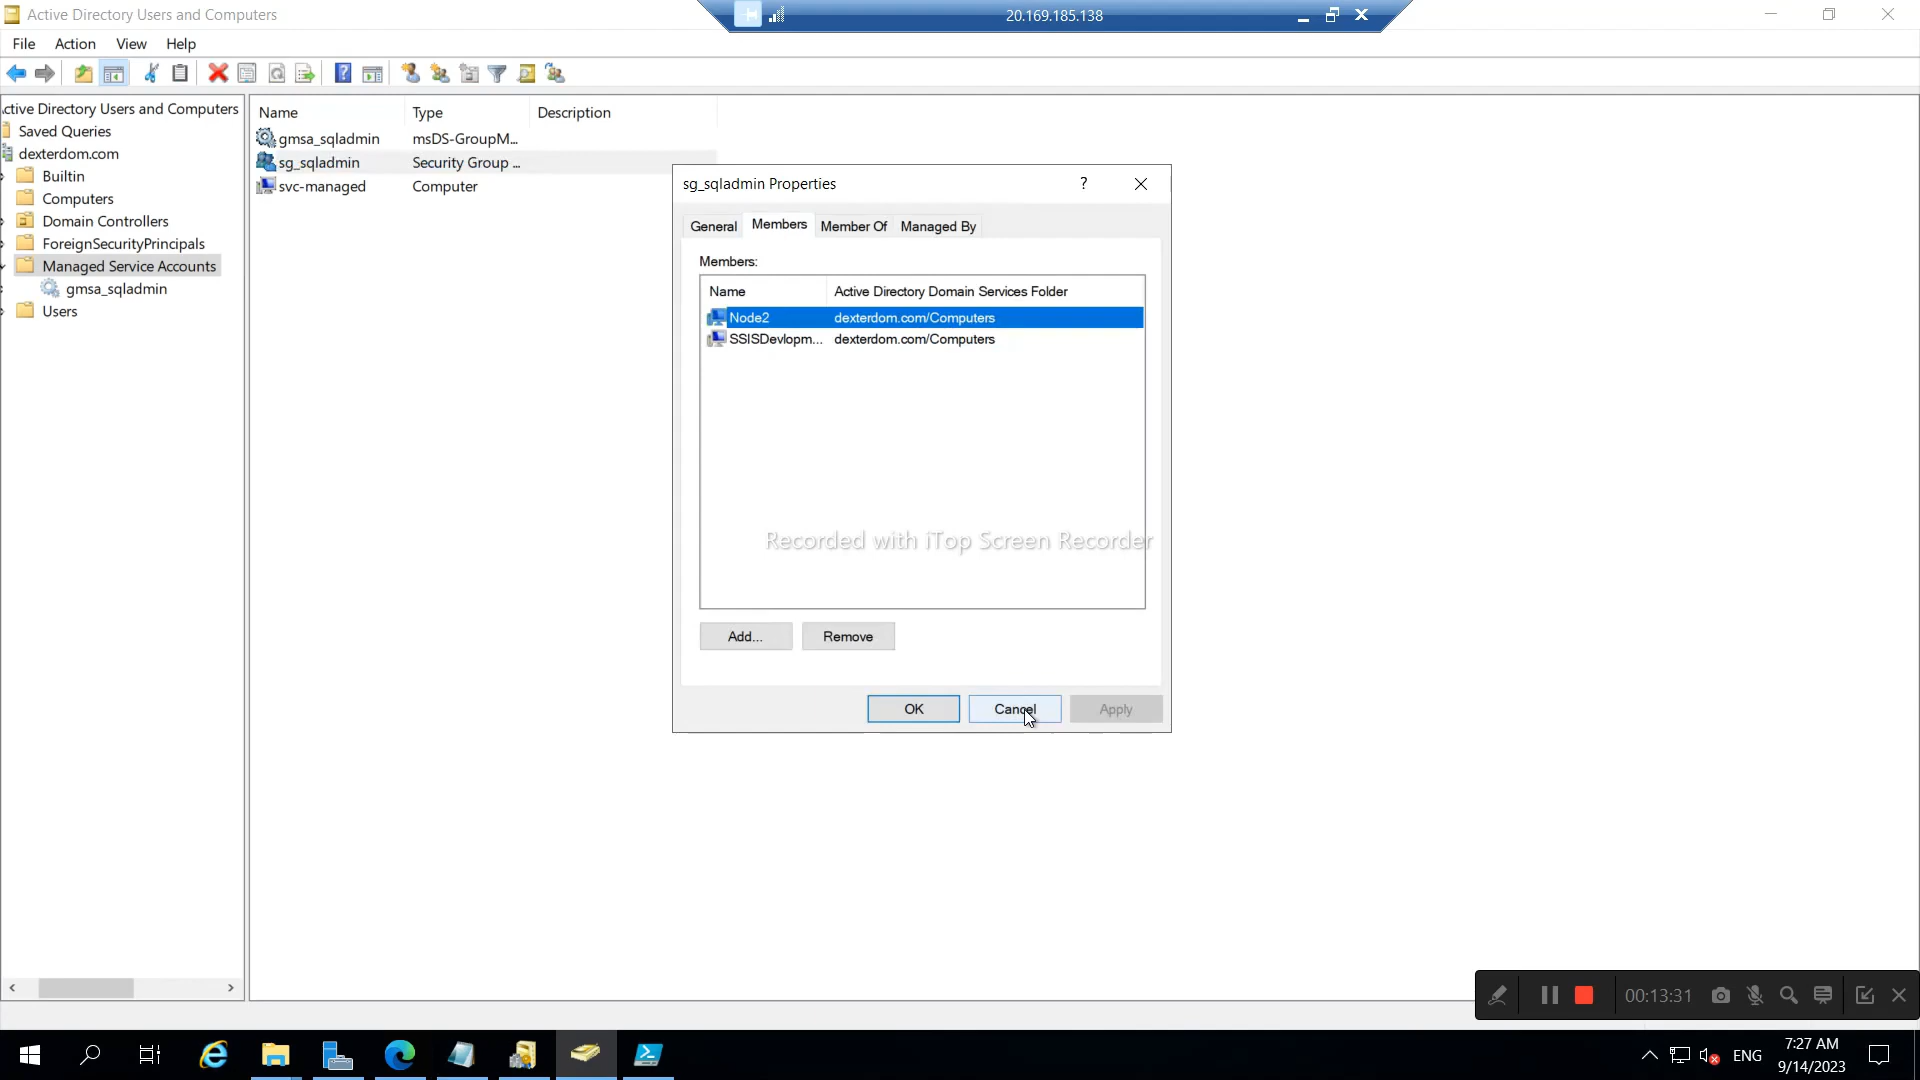 Active Directory Users and Computers
20.169.185.138
File Action View Help
ctive Directory Users and Computers
Saved Queries
dexterdom.com
Builtin
Computers
Domain Controllers
ForeignSecurityPrincipals
Managed Service Accounts
gmsa_sqladmin
Users
Name Type Description
gmsa_sqladmin msDS-GroupM...
sg_sqladmin Security Group ...
svc-managed Computer
sg_sqladmin Properties
?
General Members Member Of Managed By
Members:
Name Active Directory Domain Services Folder
Node2 dexterdom.com/Computers
SSISDevlopm... dexterdom.com/Computers
Recorded with iTop Screen Recorder
Add... Remove
OK Cancel Apply
00:13:31
ENG
7:27 AM
9/14/2023